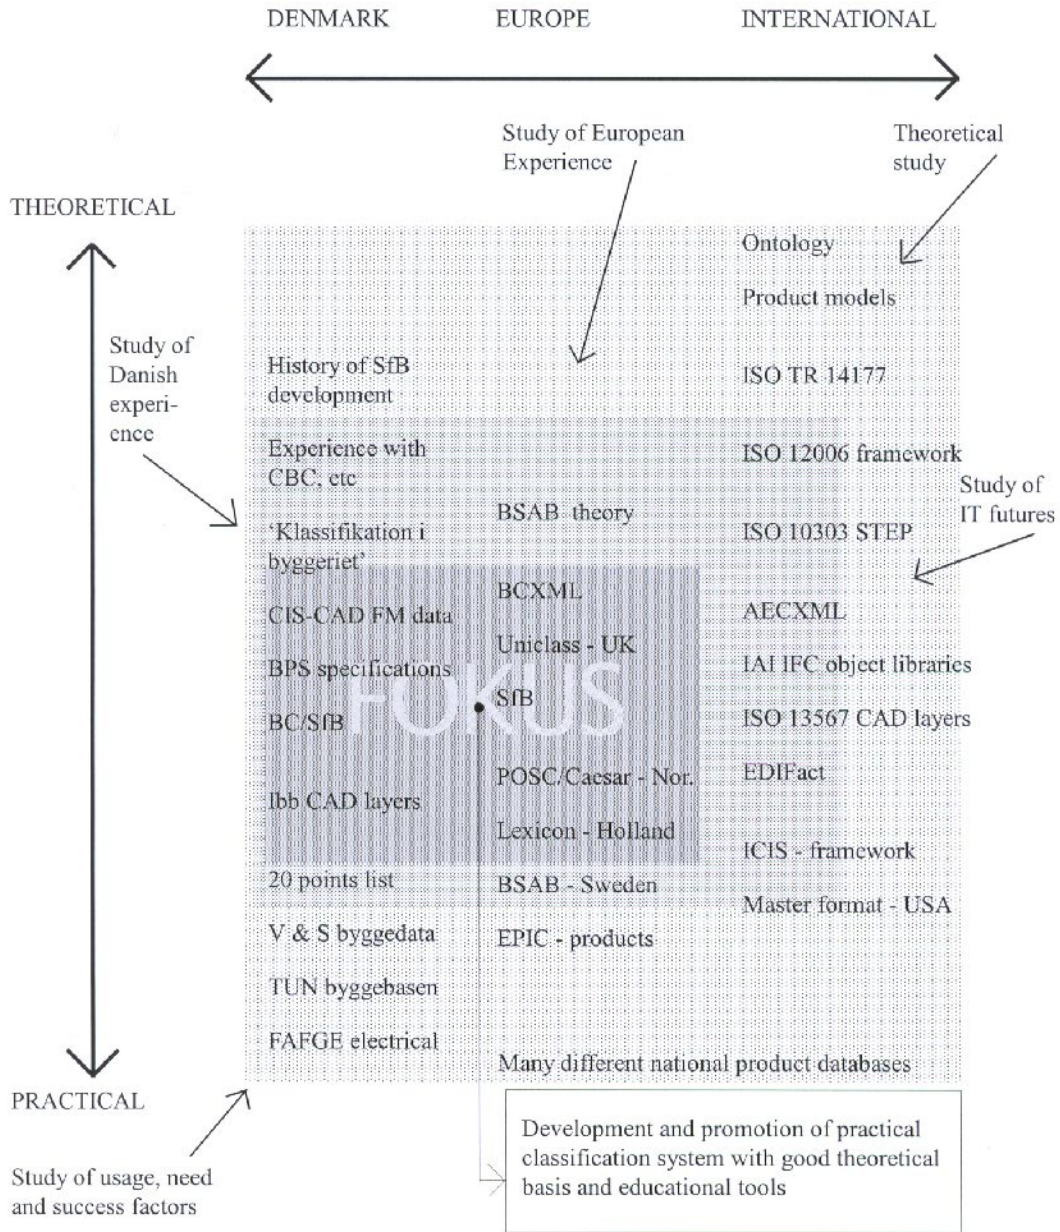 DENMARK
EUROPE
INTERNATIONAL
Study of European
Experience
Theoretical
study
THEORETICAL
PRACTICAL
Study of
Danish
experi-
ence
Study of
IT futures
Study of usage, need
and success factors
History of SfB
development
Experience with
CBC, etc
'Klassifikation i
byggeriet'
CIS-CAD FM data
BPS specifications
BC/SfB
Ibb CAD layers
20 points list
V & S byggedata
TUN byggebasen
FAFGE electrical
BSAB theory
BCXML
Uniclass - UK
SfB
POSC/Caesar - Nor.
Lexicon - Holland
BSAB - Sweden
EPIC - products
Many different national product databases
Ontology
Product models
ISO TR 14177
ISO 12006 framework
ISO 10303 STEP
AECXML
IAI IFC object libraries
ISO 13567 CAD layers
EDIFact
ICIS - framework
Master format - USA
FOKUS
Development and promotion of practical
classification system with good theoretical
basis and educational tools